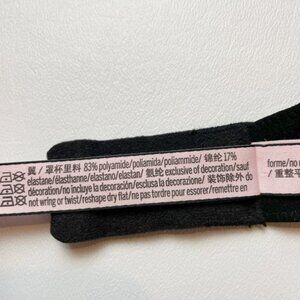 翼 / 罩杯里料 83% polyamide/poliamida/poliammide/ 锦纶 17%
elastane/élasthanne/elastano/elastan/ 氨纶 exclusive of decoration/sauf
décoration/no incluye la decoración/esclusa la decorazione/ 装饰除外 do
not wring or twist/reshape dry flat/ne pas tordre pour essorer/remettre en
forme/no
/ 重整平